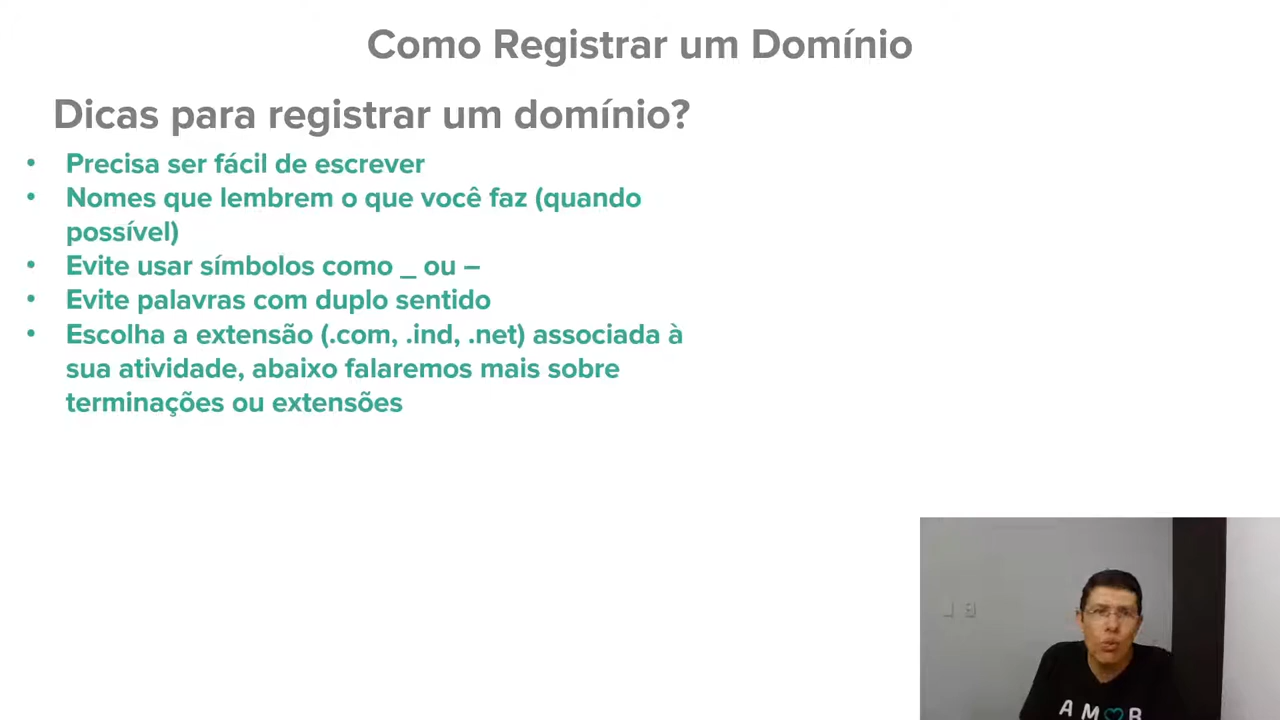 Como Registrar um Domínio
Dicas para registrar um domínio?
• Precisa ser fácil de escrever
• Nomes que lembrem o que você faz (quando
possível)
• Evite usar símbolos como _ ou –
• Evite palavras com duplo sentido
• Escolha a extensão (.com, .ind, .net) associada à
sua atividade, abaixo falaremos mais sobre
terminações ou extensões
A M R